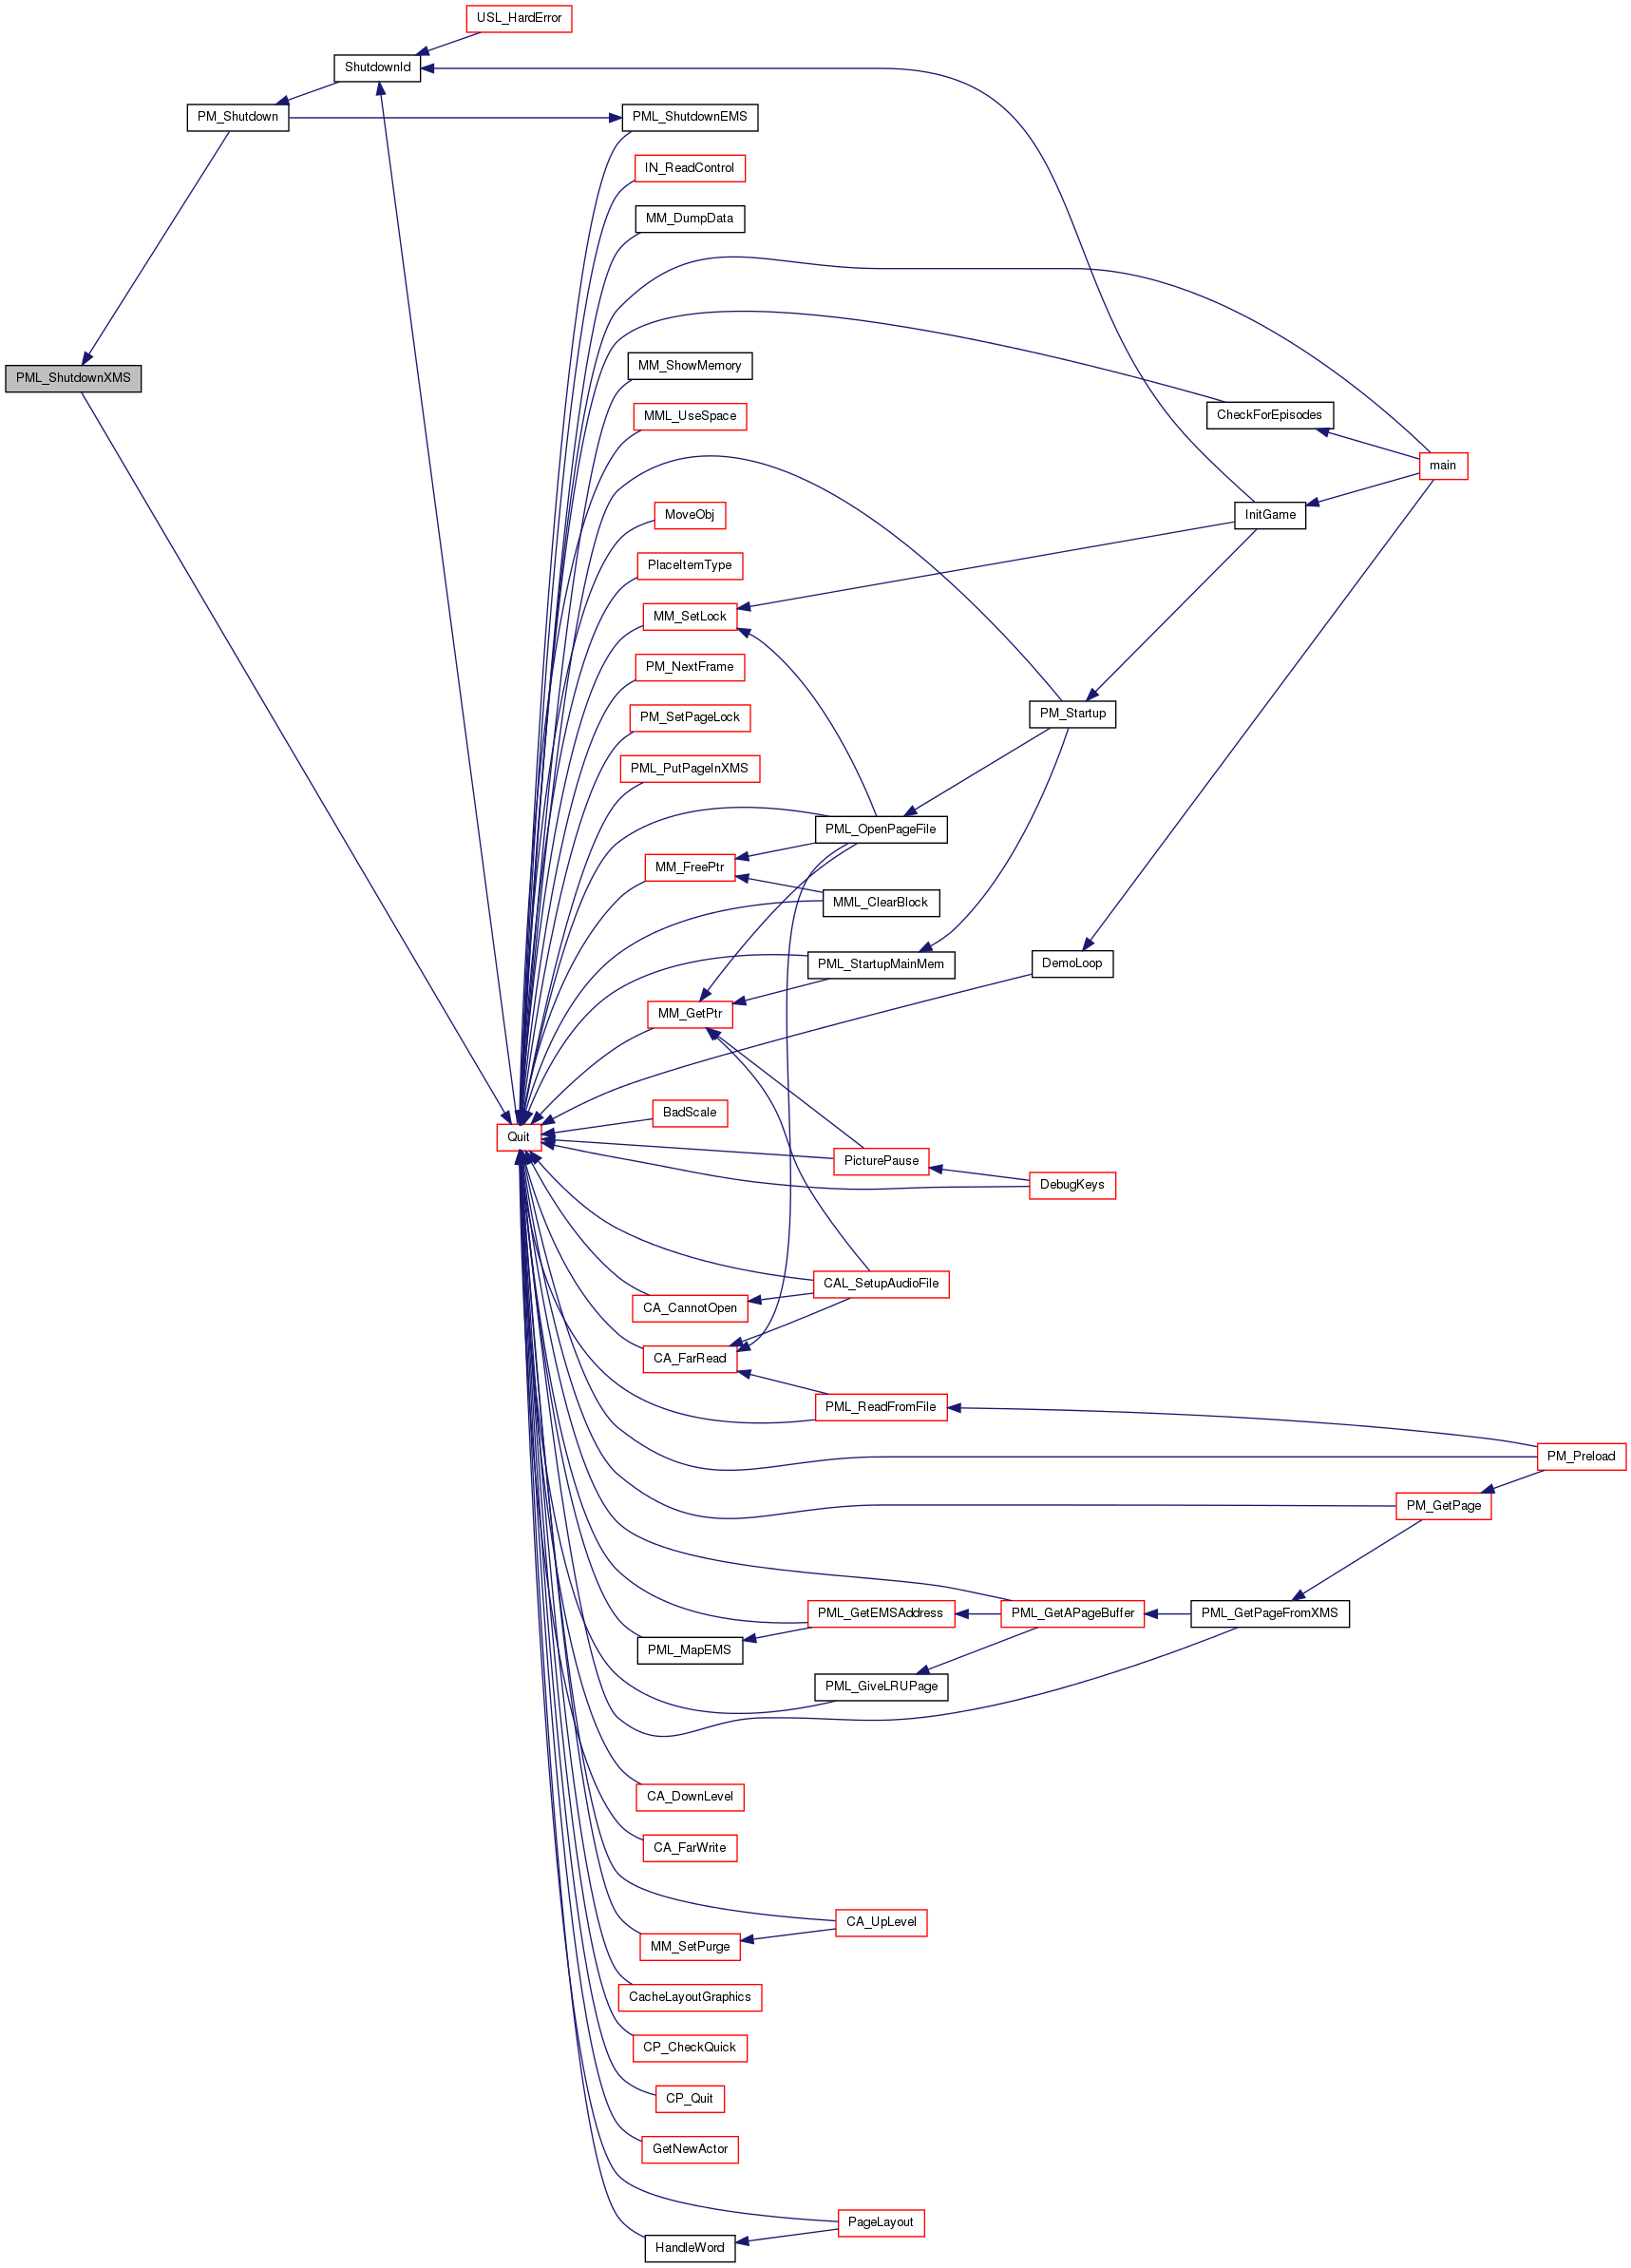 USL_HardError
ShutdownId
PM_Shutdown
PML_ShutdownEMS
IN_ReadControl
MM_DumpData
MM_ShowMemory
PML_ShutdownXMS
MML_UseSpace
CheckForEpisodes
main
MoveObj
InitGame
PlaceItemType
MM_SetLock
PM_NextFrame
PM_SetPageLock
PM_Startup
PML_PutPageInXMS
PML_OpenPageFile
MM_FreePtr
MML_ClearBlock
PML_StartupMainMem
DemoLoop
MM_GetPtr
BadScale
Quit
PicturePause
DebugKeys
CAL_SetupAudioFile
CA_CannotOpen
CA_FarRead
PML_ReadFromFile
PM_Preload
PM_GetPage
PML_GetEMSAddress
PML_GetAPageBuffer
PML_GetPageFromXMS
PML_MapEMS
PML_GiveLRUPage
CA_DownLevel
CA_FarWrite
CA_UpLevel
MM_SetPurge
CacheLayoutGraphics
CP_CheckQuick
CP_Quit
GetNewActor
PageLayout
HandleWord